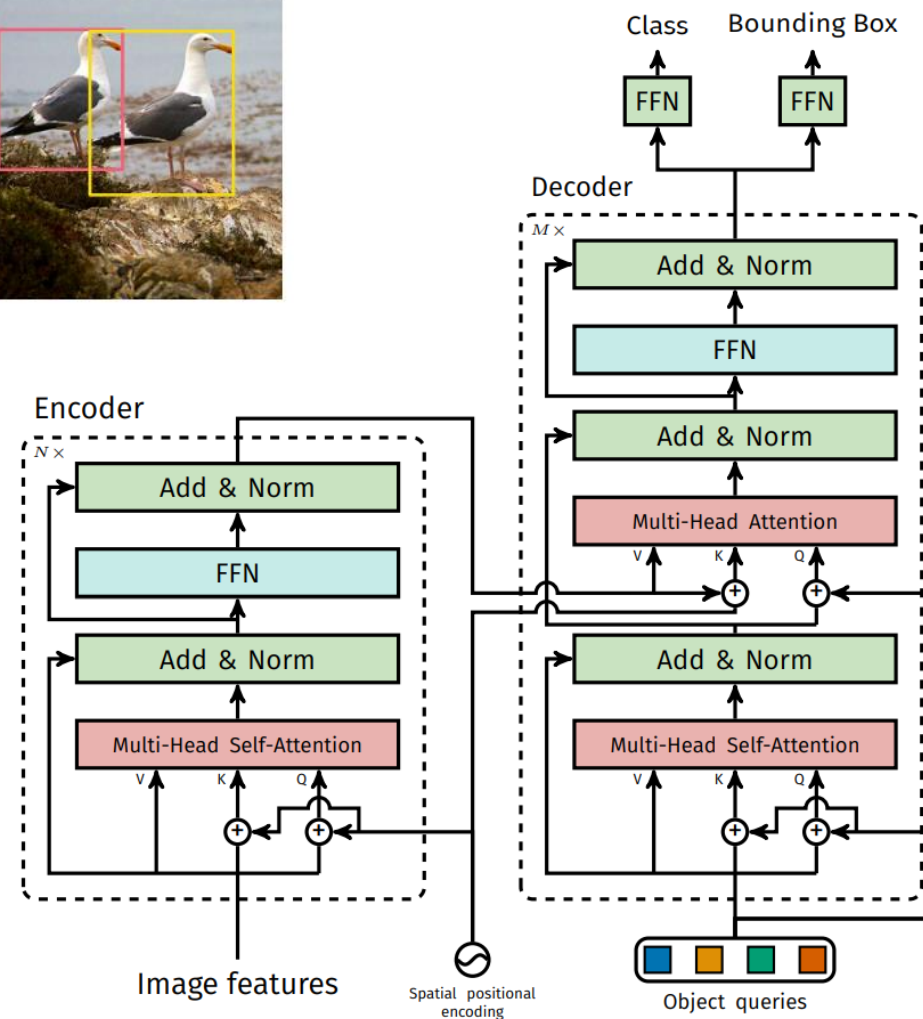 Class Bounding Box
FFN FFN
Decoder
M ×
Add & Norm
FFN
Add & Norm
Multi-Head Attention
V K Q
+ +
Add & Norm
Multi-Head Self-Attention
V K Q
+ +
Object queries
Encoder
N ×
Add & Norm
FFN
Add & Norm
Multi-Head Self-Attention
V K Q
+ +
Image features
Spatial positional
encoding